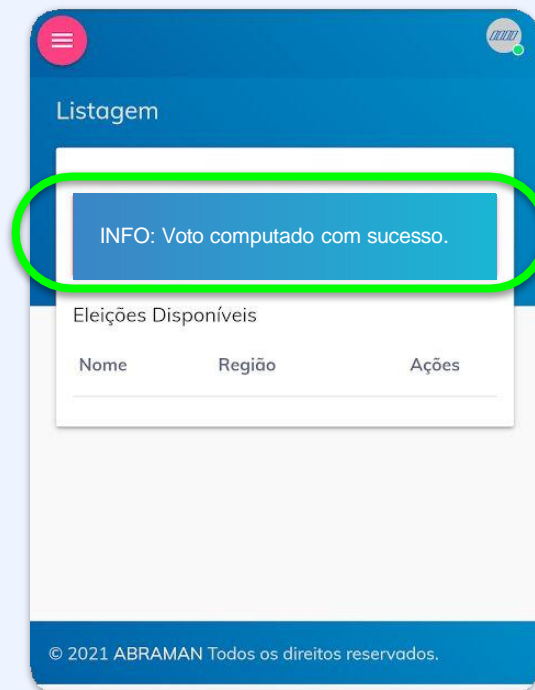 Listagem
INFO: Voto computado com sucesso.
Eleições Disponíveis
Nome Região Ações
© 2021 ABRAMAN Todos os direitos reservados.